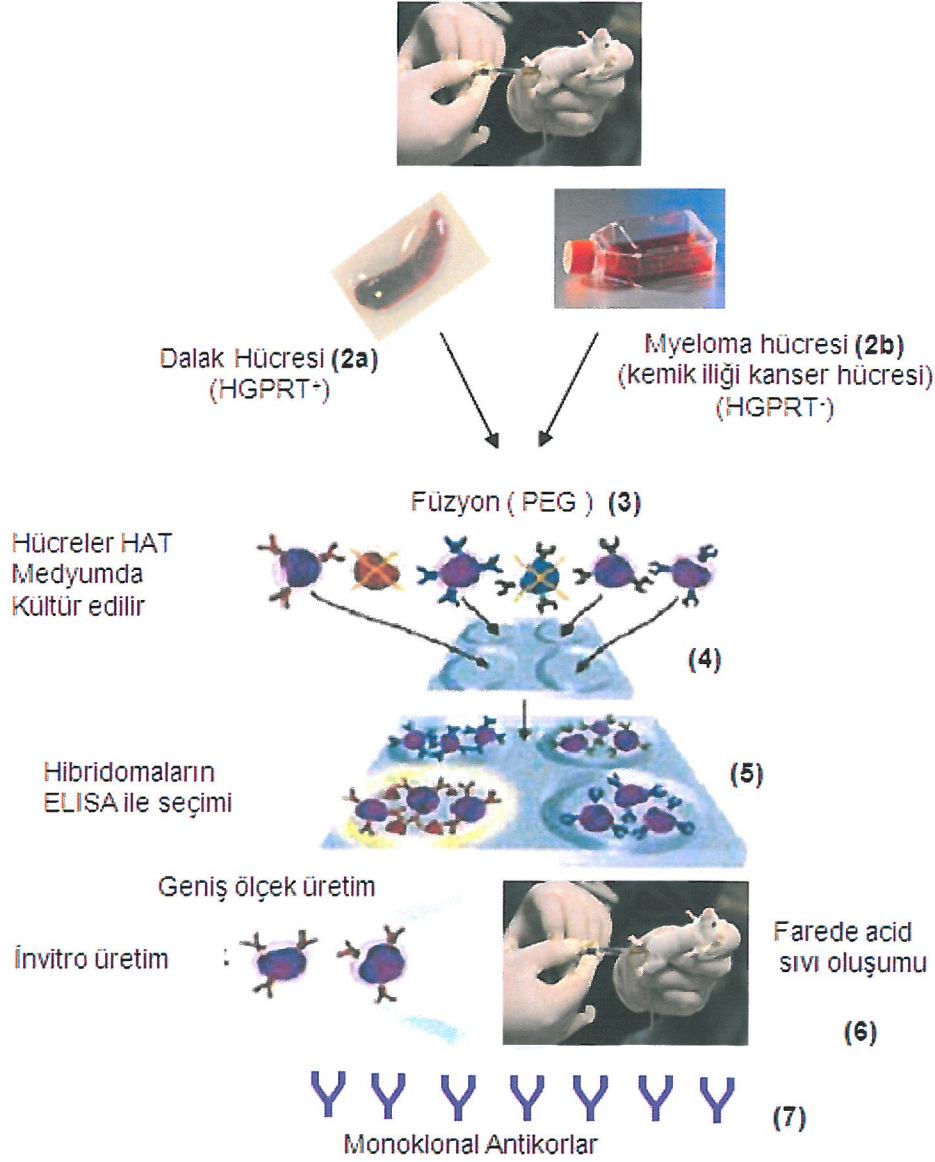 Dalak Hücresi (2a)
(HGPRT⁺)
Myeloma hücresi (2b)
(kemik iliği kanser hücresi)
(HGPRT⁻)
Füzyon ( PEG ) (3)
Hücreler HAT
Medyumda
Kültür edilir
(4)
(5)
Hibridomaların
ELISA ile seçimi
Geniş ölçek üretim
İnvitro üretim
Farede acid
sıvı oluşumu
(6)
(7)
Monoklonal Antikorlar